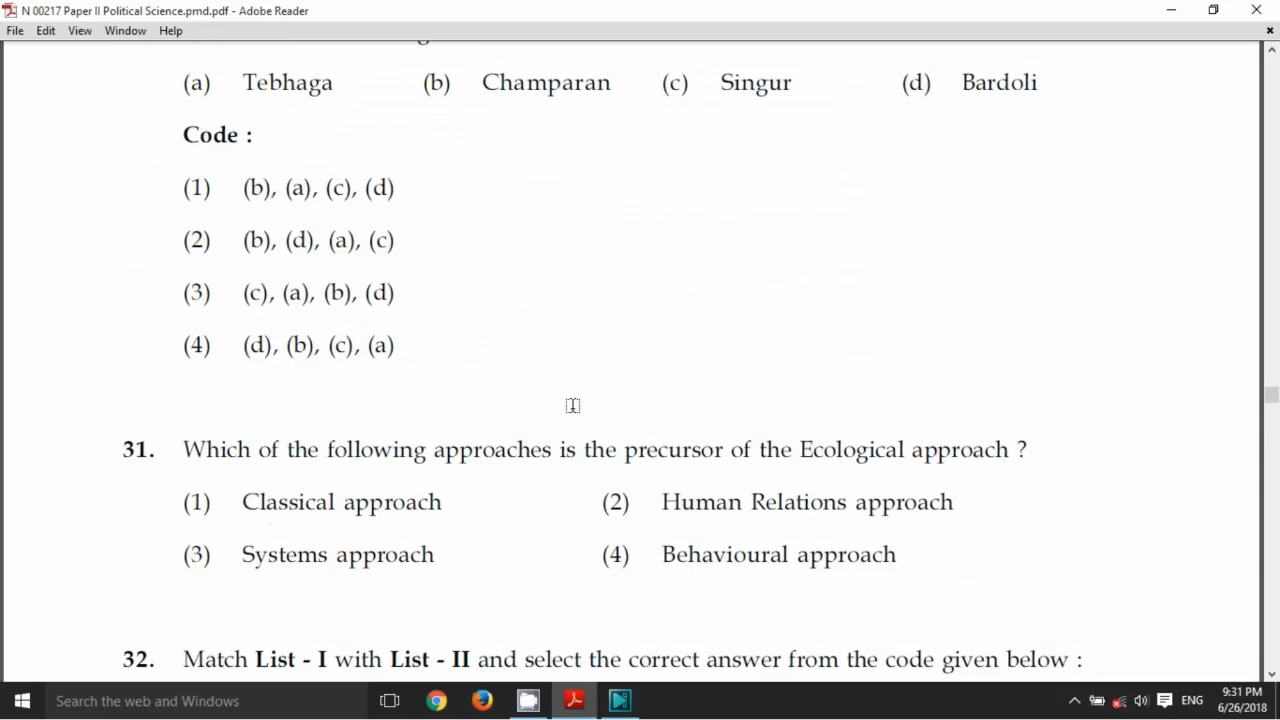 N 00217 Paper II Political Science.pmd.pdf - Adobe Reader
File Edit View Window Help
(a) Tebhaga (b) Champaran (c) Singur (d) Bardoli
Code :
(1) (b), (a), (c), (d)
(2) (b), (d), (a), (c)
(3) (c), (a), (b), (d)
(4) (d), (b), (c), (a)
31. Which of the following approaches is the precursor of the Ecological approach ?
(1) Classical approach (2) Human Relations approach
(3) Systems approach (4) Behavioural approach
32. Match List - I with List - II and select the correct answer from the code given below :
Search the web and Windows
ENG
9:31 PM
6/26/2018